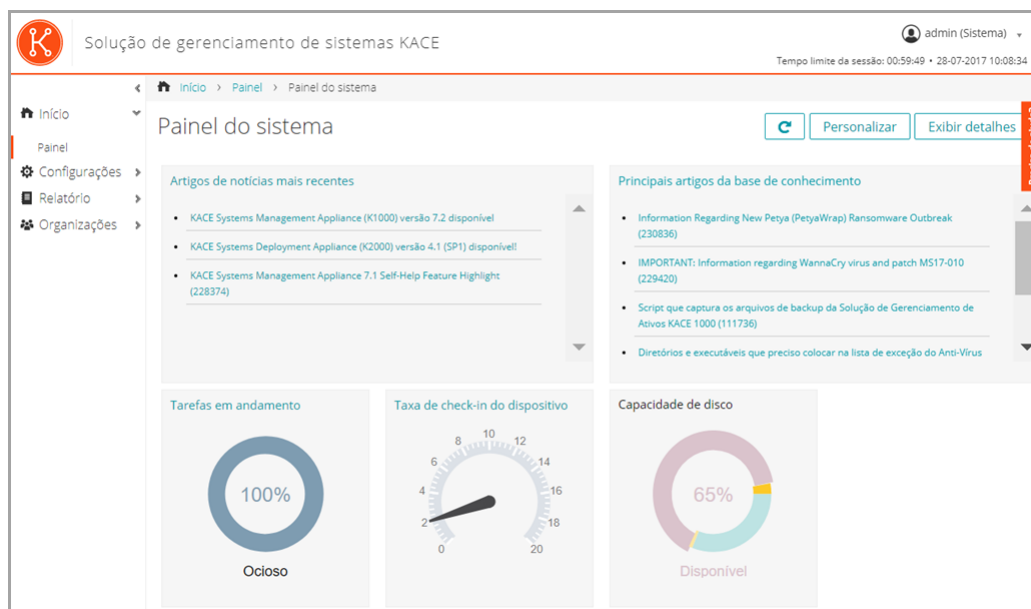 Solução de gerenciamento de sistemas KACE
admin (Sistema)
Tempo limite da sessão: 00:59:49 • 28-07-2017 10:08:34
Início > Painel > Painel do sistema
Início
Painel
Configurações
Relatório
Organizações
Painel do sistema
Personalizar
Exibir detalhes
Artigos de notícias mais recentes
KACE Systems Management Appliance (K1000) versão 7.2 disponível
KACE Systems Deployment Appliance (K2000) versão 4.1 (SP1) disponível!
KACE Systems Management Appliance 7.1 Self-Help Feature Highlight
(228374)
Principais artigos da base de conhecimento
Information Regarding New Petya (PetyaWrap) Ransomware Outbreak
(230836)
IMPORTANT: Information regarding WannaCry virus and patch MS17-010
(229420)
Script que captura os arquivos de backup da Solução de Gerenciamento de
Ativos KACE 1000 (111736)
Diretórios e executáveis que preciso colocar na lista de exceção do Anti-Vírus
Tarefas em andamento
100%
Ocioso
Taxa de check-in do dispositivo
0
2
4
6
8
10
12
14
16
18
20
Capacidade de disco
65%
Disponível